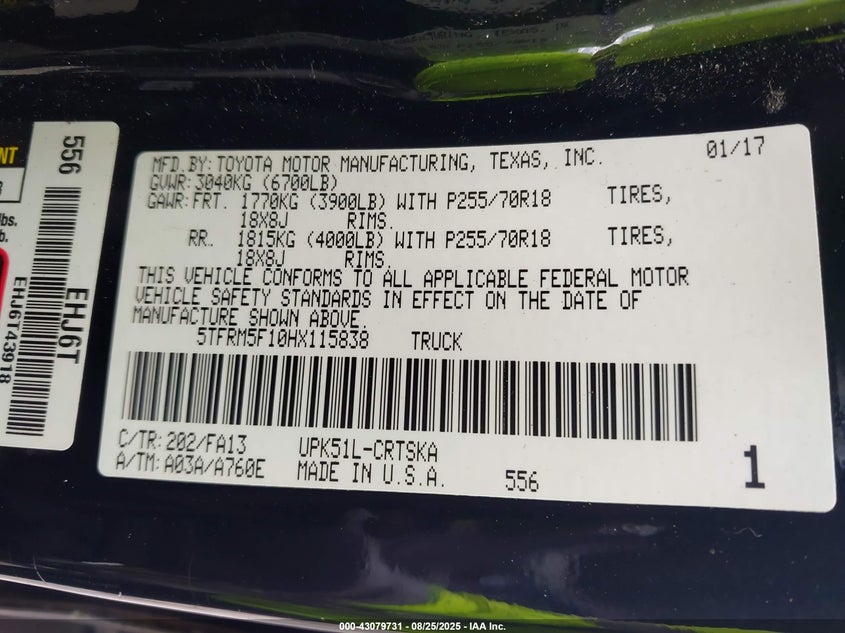 NT
556
lbs.
b.
EHJ6T
EHJ6T43918
MFD.BY:TOYOTA MOTOR MANUFACTURING, TEXAS, INC. 01/17
GVWR:3040KG (6700LB)
GAWR:FRT. 1770KG (3900LB) WITH P255/70R18 TIRES,
18X8J RIMS.
RR. 1815KG (4000LB) WITH P255/70R18 TIRES,
18X8J RIMS.
THIS VEHICLE CONFORMS TO ALL APPLICABLE FEDERAL MOTOR
VEHICLE SAFETY STANDARDS IN EFFECT ON THE DATE OF
MANUFACTURE SHOWN ABOVE.
5TFRM5F10HX115838 TRUCK
C/TR:202/FA13 UPK51L-CRTSKA
A/TM:A03A/A760E MADE IN U.S.A. 556 1
000-43079731 - 08/25/2025 - IAA Inc.